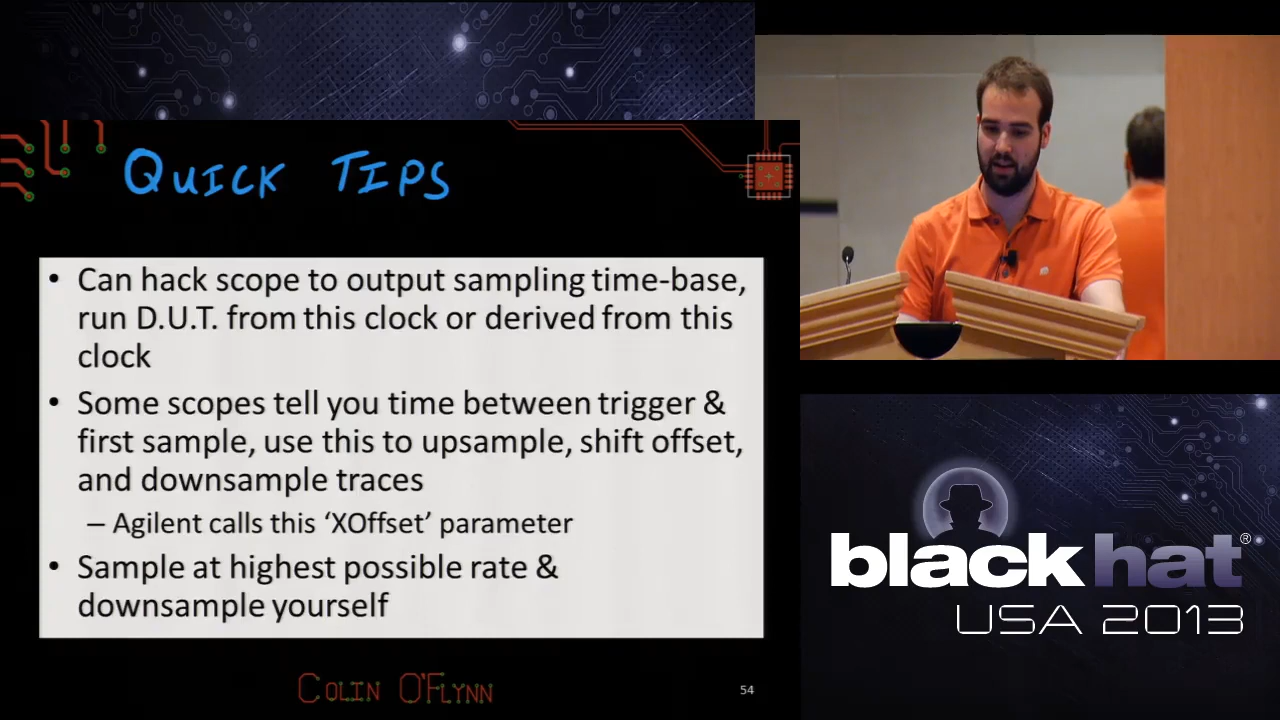 QUICK TIPS
• Can hack scope to output sampling time-base,
run D.U.T. from this clock or derived from this
clock
• Some scopes tell you time between trigger &
first sample, use this to upsample, shift offset,
and downsample traces
– Agilent calls this ‘XOffset’ parameter
• Sample at highest possible rate &
downsample yourself
COLIN O'FLYNN
54
blackhat®
USA 2013